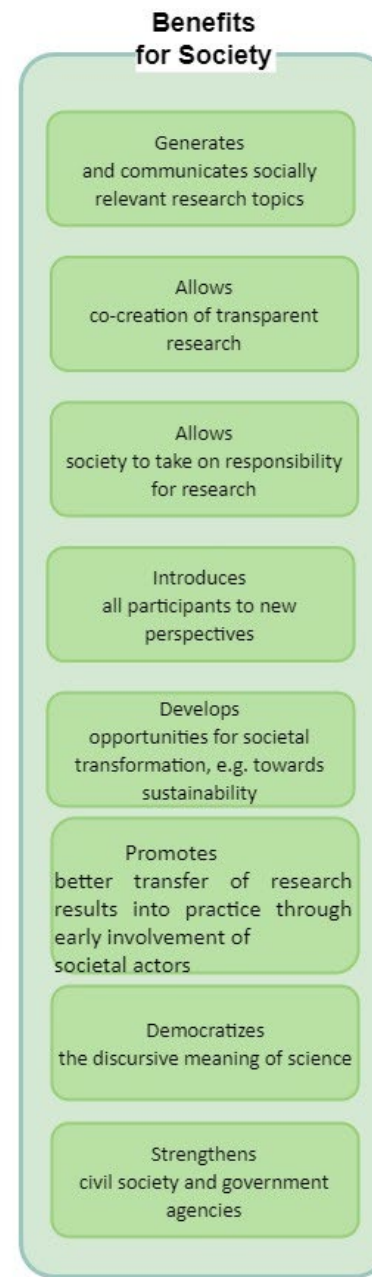 Benefits
for Society
Generates
and communicates socially
relevant research topics
Allows
co-creation of transparent
research
Allows
society to take on responsibility
for research
Introduces
all participants to new
perspectives
Develops
opportunities for societal
transformation, e.g. towards
sustainability
Promotes
better transfer of research
results into practice through
early involvement of
societal actors
Democratizes
the discursive meaning of science
Strengthens
civil society and government
agencies